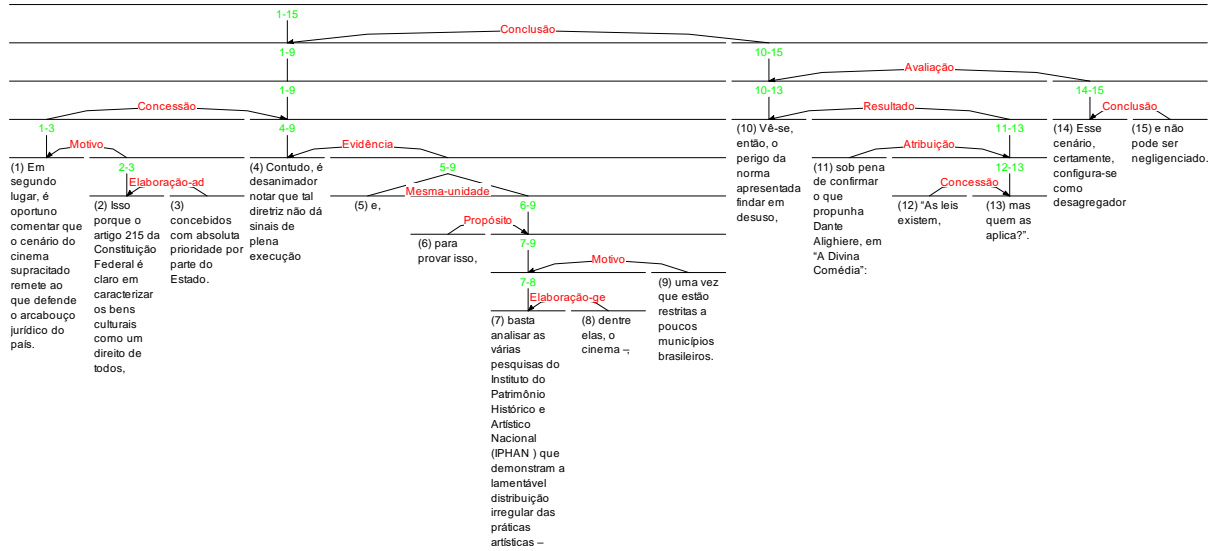 1-15
Conclusão
1-9
10-15
Avaliação
1-9
10-13
14-15
Concessão
Resultado
Conclusão
1-3
4-9
(10) Vê-se,
então, o
perigo da
norma
apresentada
findar em
desuso,
11-13
(14) Esse
cenário,
certamente,
configura-se
como
desagregador
(15) e não
pode ser
negligenciado.
Motivo
Evidência
Atribuição
(1) Em
segundo
lugar, é
oportuno
comentar que
o cenário do
cinema
supracitado
remete ao
que defende
o arcabouço
jurídico do
país.
2-3
(4) Contudo, é
desanimador
notar que tal
diretriz não dá
sinais de
plena
execução
5-9
(11) sob pena
de confirmar
o que
propunha
Dante
Alighiere, em
“A Divina
Comédia”:
12-13
Elaboração-ad
Mesma-unidade
Concessão
(2) Isso
porque o
artigo 215 da
Constituição
Federal é
claro em
caracterizar
os bens
culturais
como um
direito de
todos,
(3)
concebidos
com absoluta
prioridade por
parte do
Estado.
(5) e,
6-9
(12) “As leis
existem,
(13) mas
quem as
aplica?”.
Propósito
(6) para
provar isso,
7-9
Motivo
7-8
(9) uma vez
que estão
restritas a
poucos
municípios
brasileiros.
Elaboração-ge
(7) basta
analisar as
várias
pesquisas do
Instituto do
Patrimônio
Histórico e
Artístico
Nacional
(IPHAN ) que
demonstram a
lamentável
distribuição
irregular das
práticas
artísticas –
(8) dentre
elas, o
cinema –,